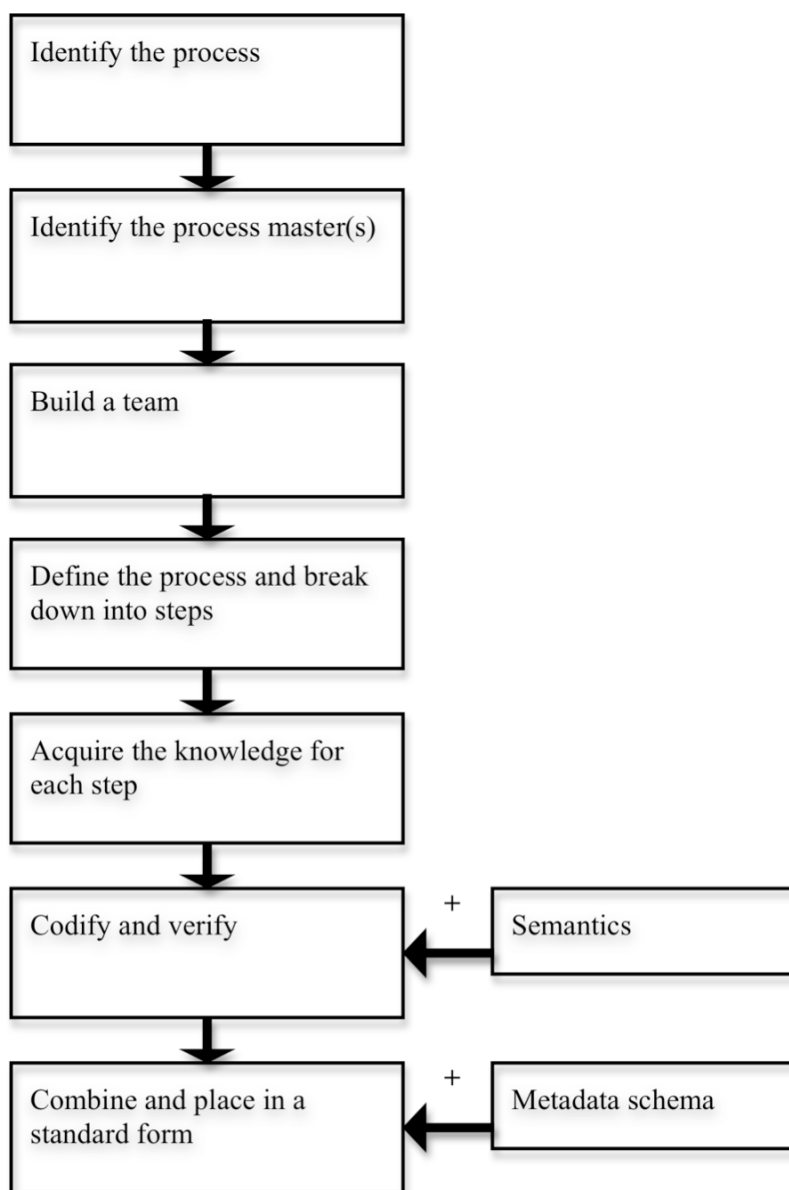 Identify the process
Identify the process master(s)
Build a team
Define the process and break
down into steps
Acquire the knowledge for
each step
Codify and verify
+
Semantics
Combine and place in a
standard form
+
Metadata schema